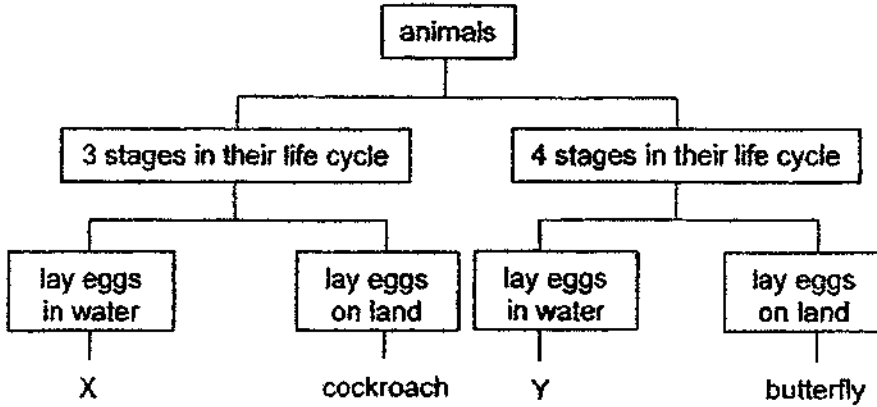 animals
3 stages in their life cycle
4 stages in their life cycle
lay eggs
in water
lay eggs
on land
lay eggs
in water
lay eggs
on land
X
cockroach
Y
butterfly